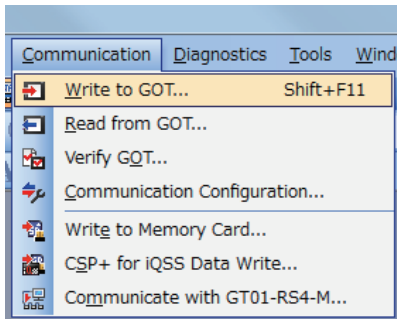 Communication Diagnostics Tools Wind
Write to GOT... Shift+F11
Read from GOT...
Verify GOT...
Communication Configuration...
Write to Memory Card...
CSP+ for iQSS Data Write...
Communicate with GT01-RS4-M...